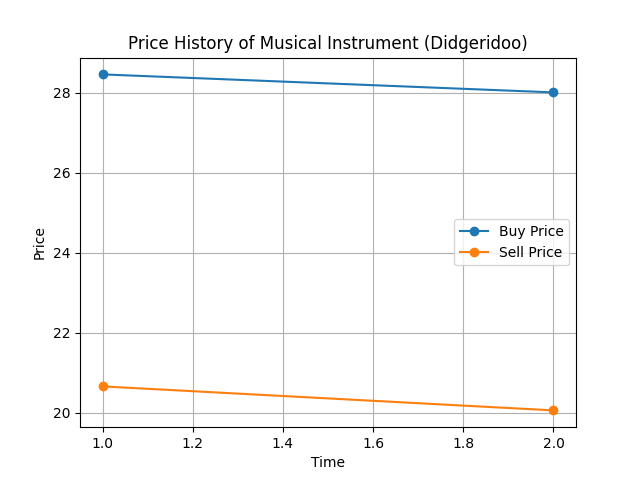 Price History of Musical Instrument (Didgeridoo)
28
26
24
22
20
Price
Buy Price
Sell Price
1.0 1.2 1.4 1.6 1.8 2.0
Time